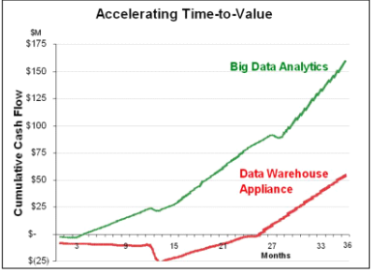 Accelerating Time-to-Value
$M
$175
$150
$125
$100
$75
$50
$25
$-
$(25)
Cumulative Cash Flow
Big Data Analytics
Data Warehouse
Appliance
3 9 15 27 33 36
Months